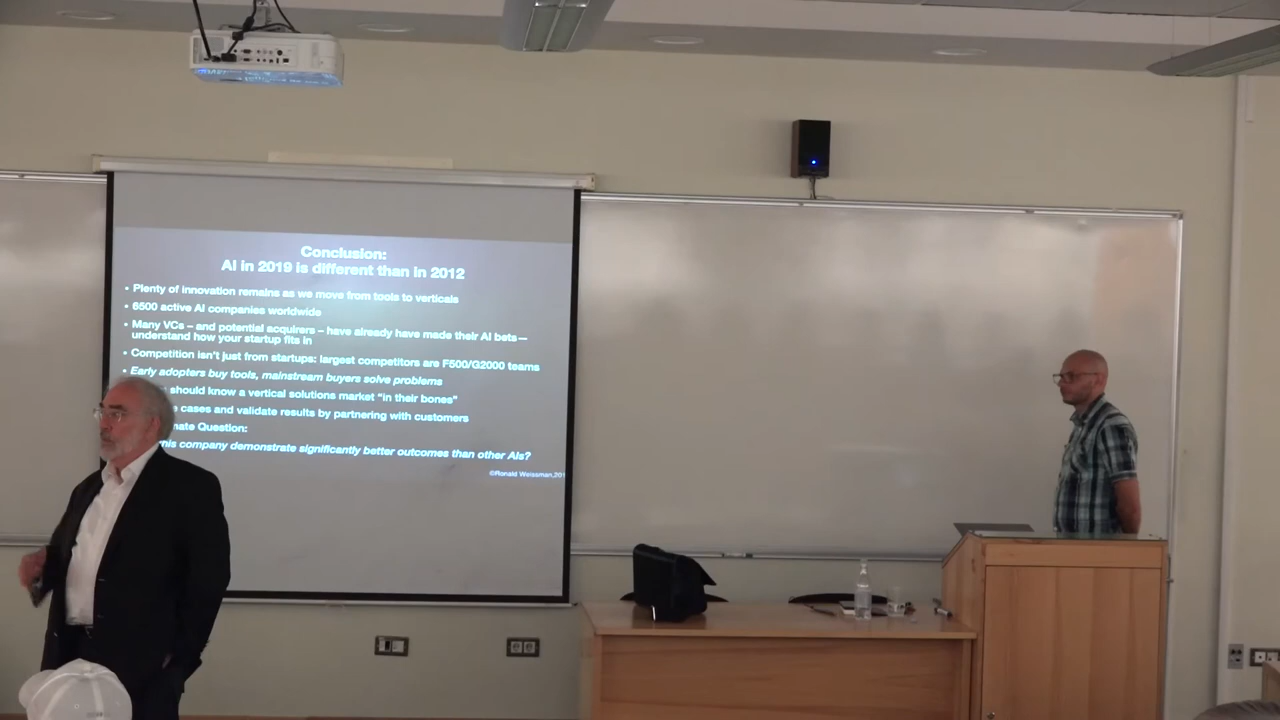 Conclusion:
AI in 2019 is different than in 2012
• Plenty of innovation remains as we move from tools to verticals
• 6500 active AI companies worldwide
• Many VCs – and potential acquirers – have already have made their AI bets—
understand how your startup fits in
• Competition isn't just from startups: largest competitors are F500/G2000 teams
• Early adopters buy tools, mainstream buyers solve problems
should know a vertical solutions market "in their bones"
cases and validate results by partnering with customers
Question:
company demonstrate significantly better outcomes than other AIs?
©Ronald Weissman,